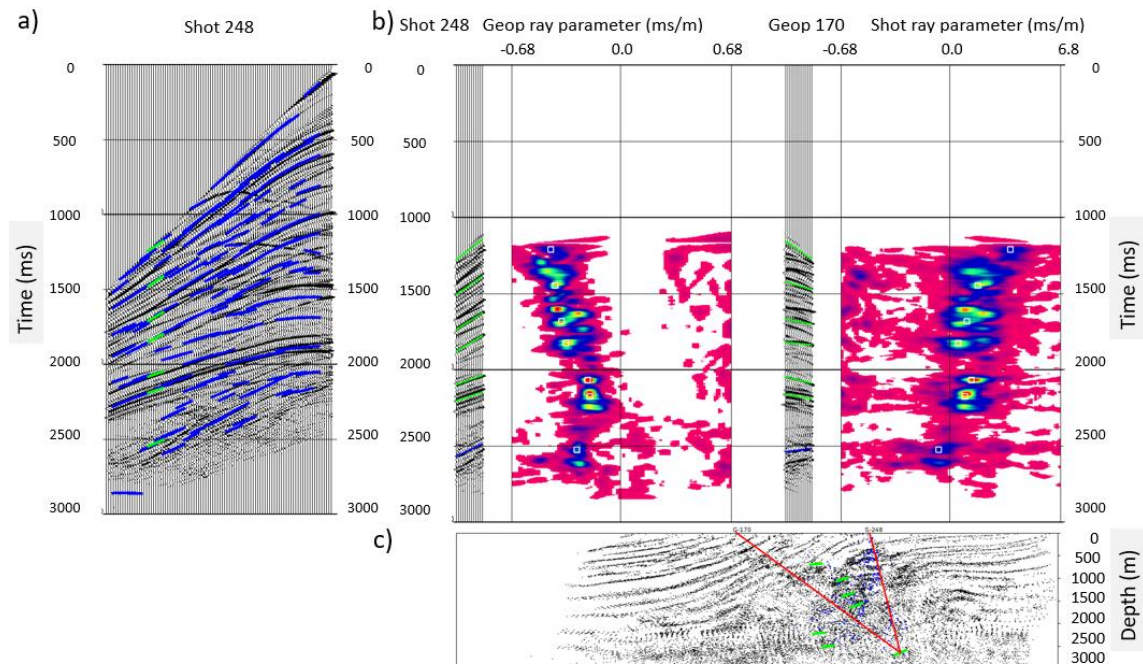 a) Shot 248
b) Shot 248 Geop ray parameter (ms/m) Geop 170 Shot ray parameter (ms/m)
-0.68 0.0 0.68 -0.68 0.0 6.8
0 0 0 0
500 500 500 500
1000 1000 1000 1000
1500 1500 1500 1500
2000 2000 2000 2000
2500 2500 2500 2500
3000 3000 3000 3000
Time (ms)
Time (ms)
c)
G-170 S-248
0
500
1000
1500
2000
2500
3000
Depth (m)